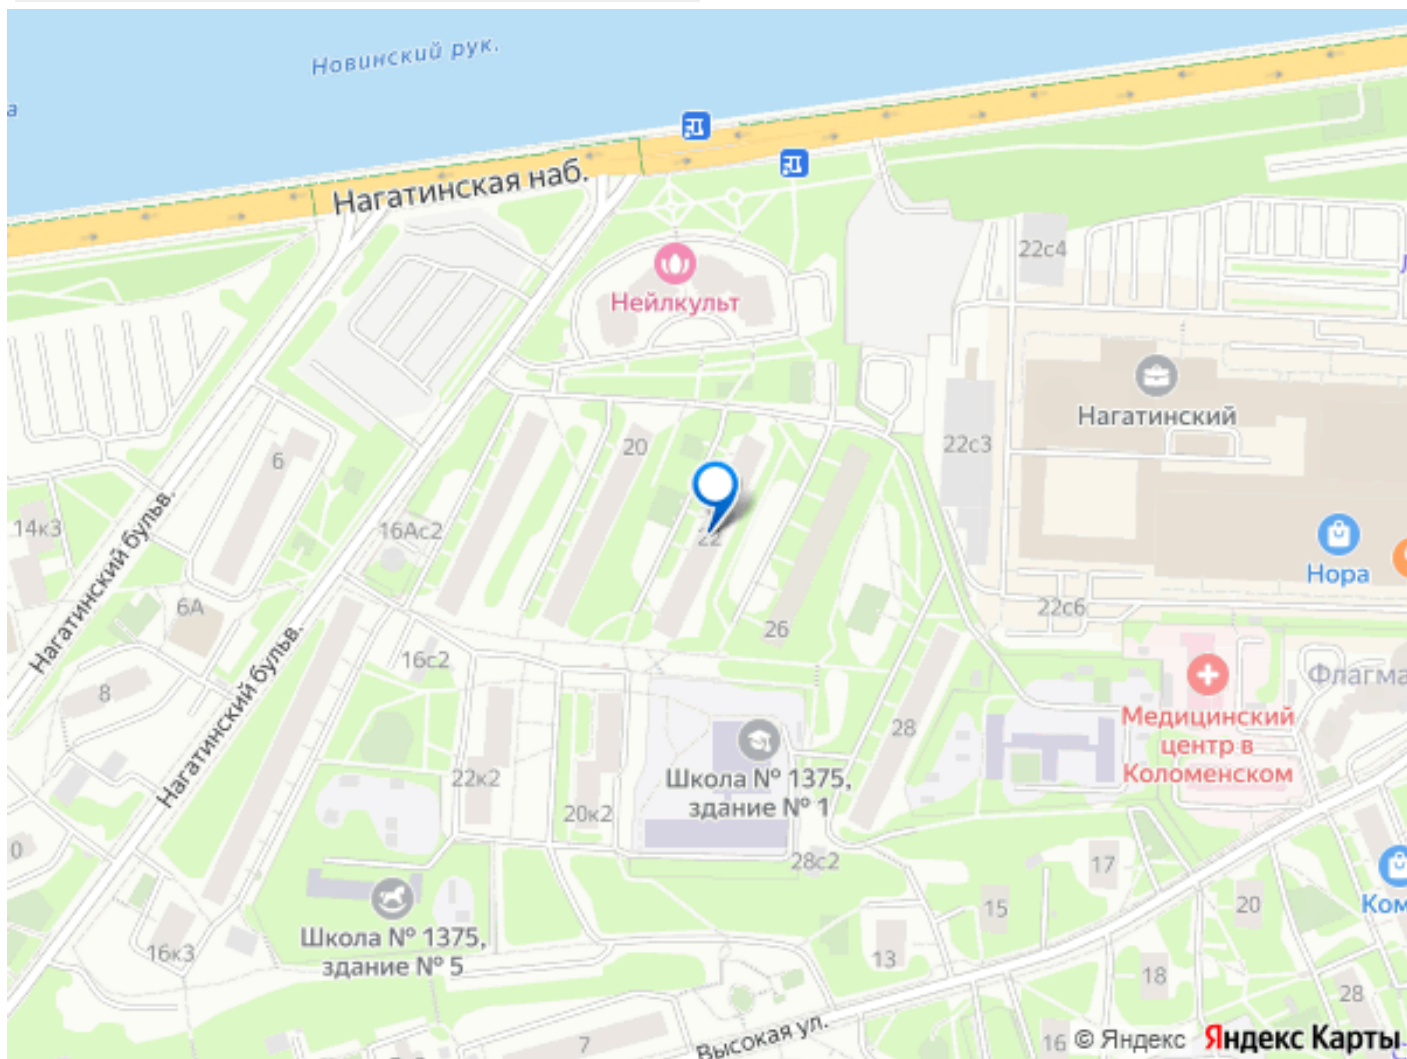 Новинский рук.
а
Нагатинская наб.
22с4
Нейлкульт
Нагатинский
22с3
20
6
14к3
16Ас2
22
Нора
Нагатинский бульв.
6А
22с6
26
16с2
Нагатинский бульв.
8
Флагма
28
Медицинский
центр в
Коломенском
22к2
Школа № 1375,
здание № 1
20к2
0
28с2
17
15
20
Ком
Школа № 1375,
здание № 5
16к3
13
18
28
7
Высокая ул.
16
© Яндекс Яндекс Карты